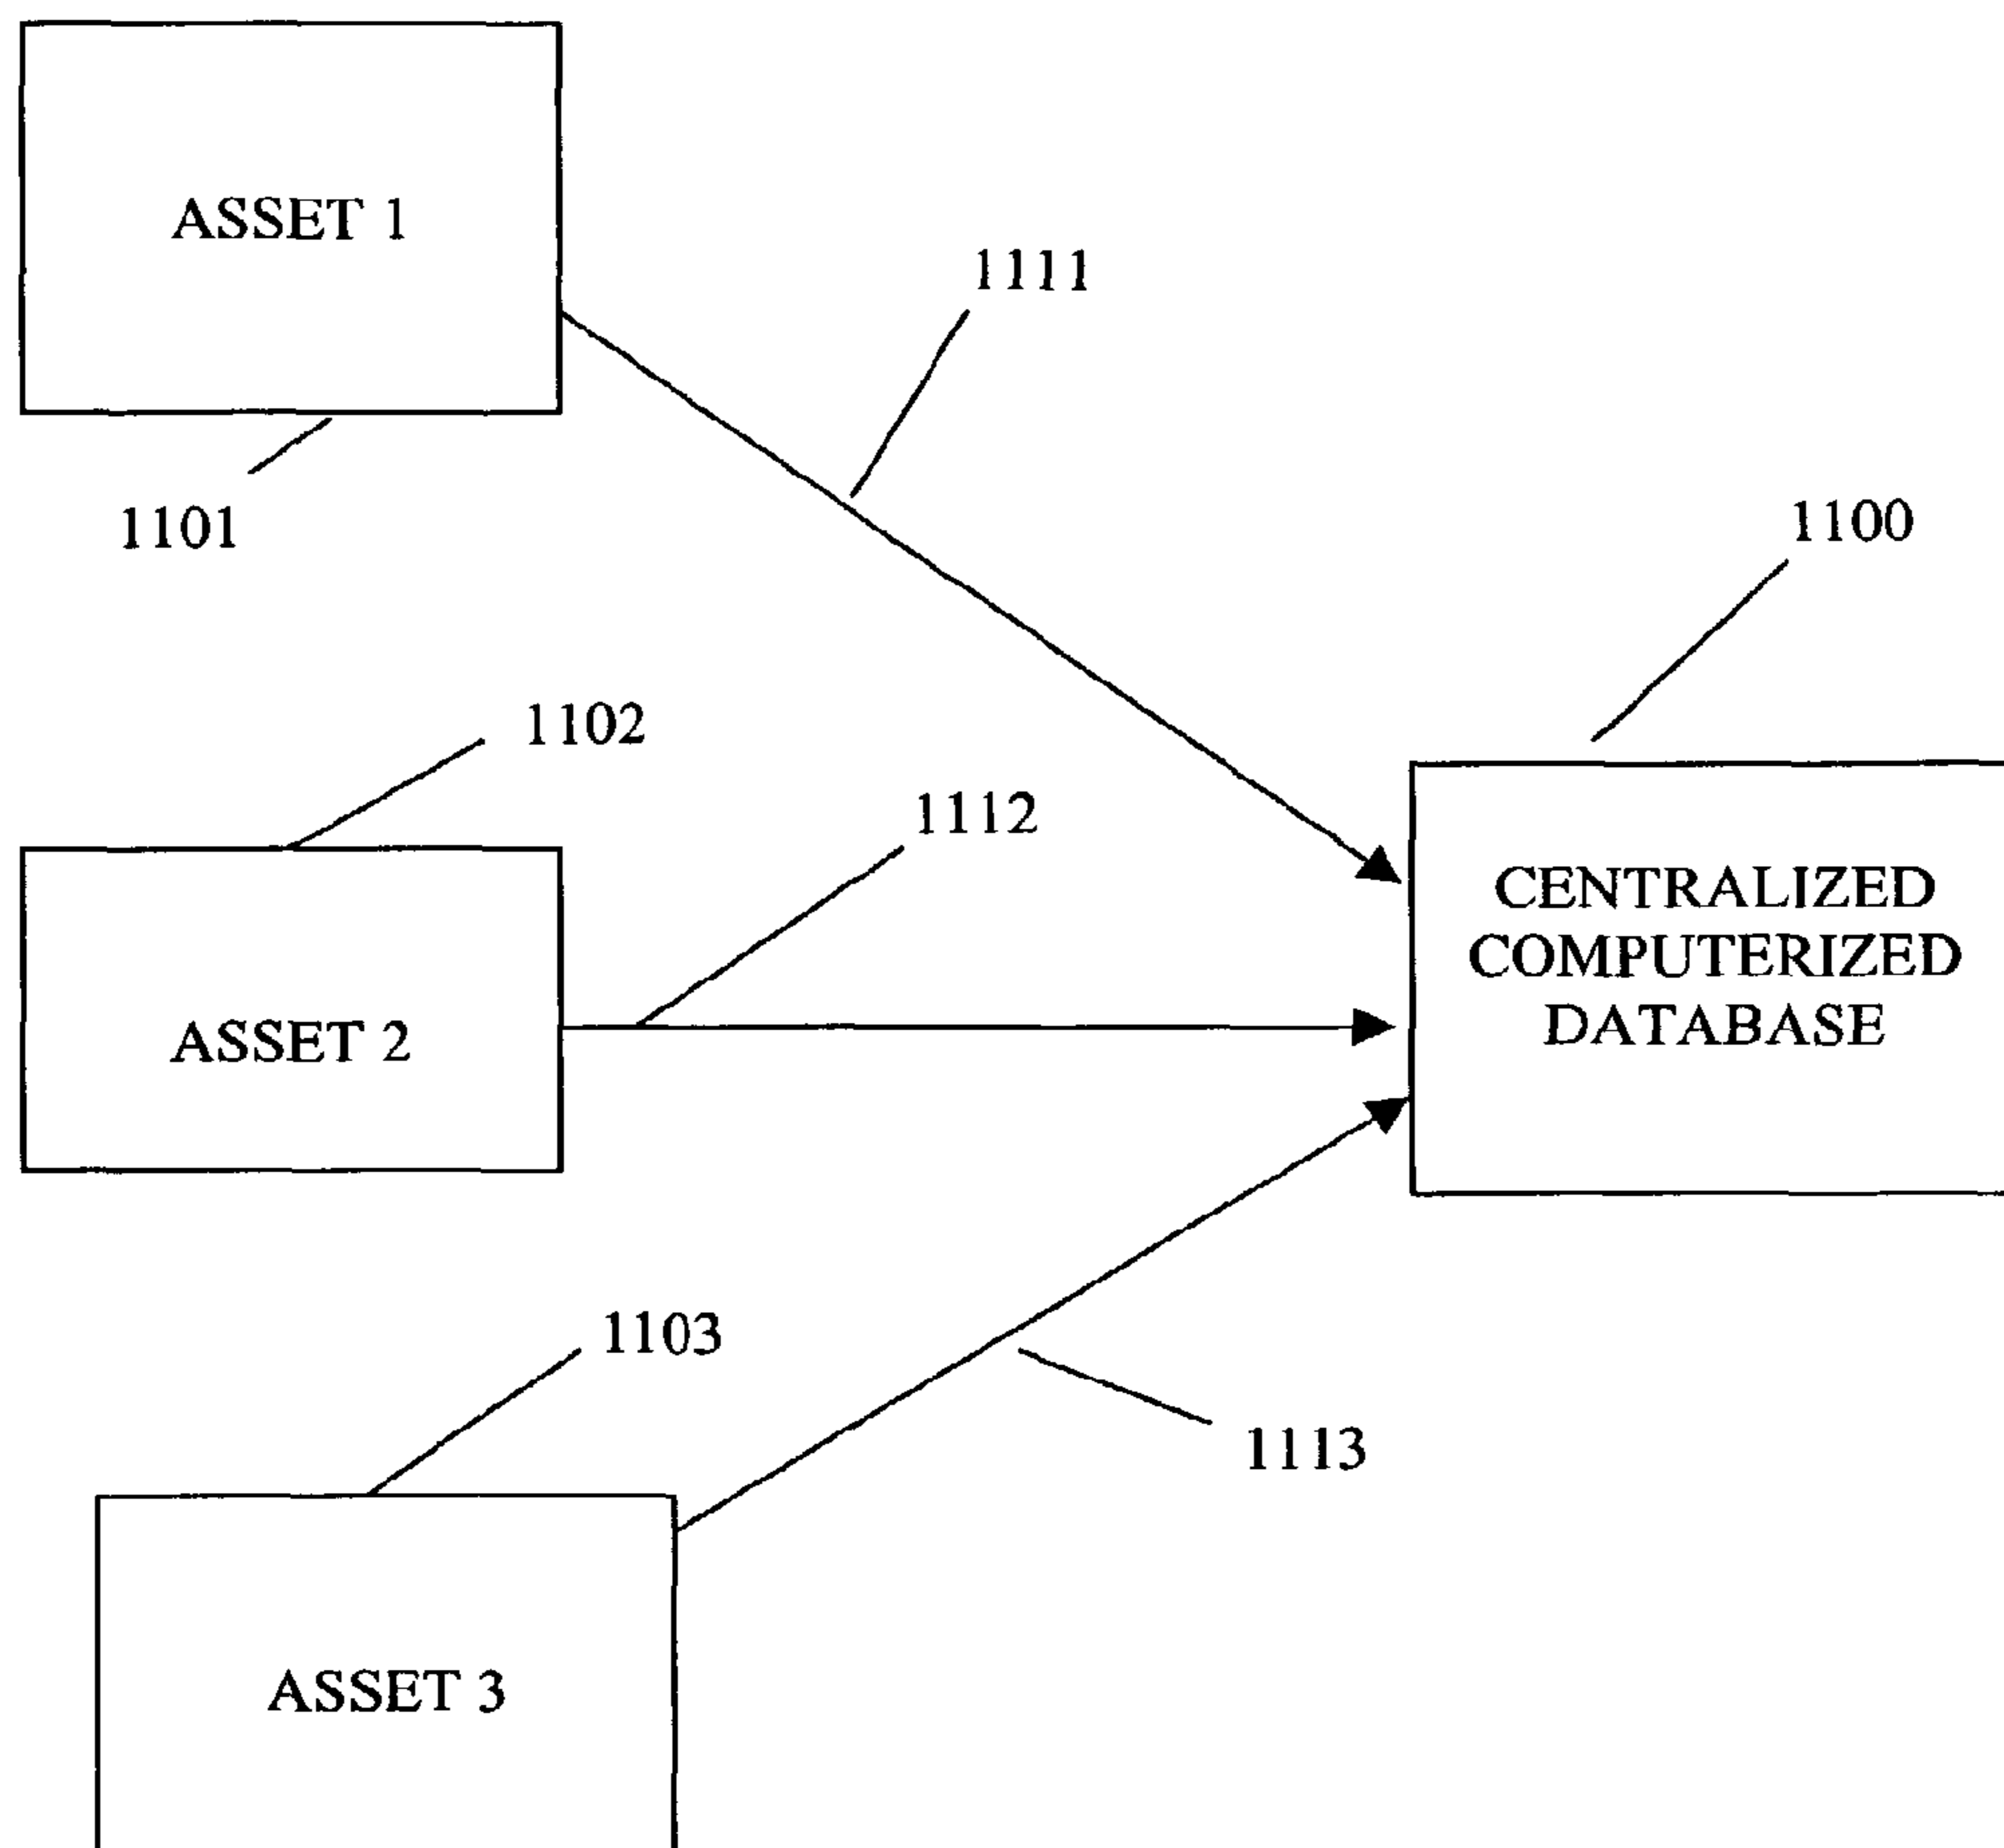 ASSET 1
1111
1101
1100
1102
1112
CENTRALIZED
COMPUTERIZED
DATABASE
ASSET 2
1103
1113
ASSET 3